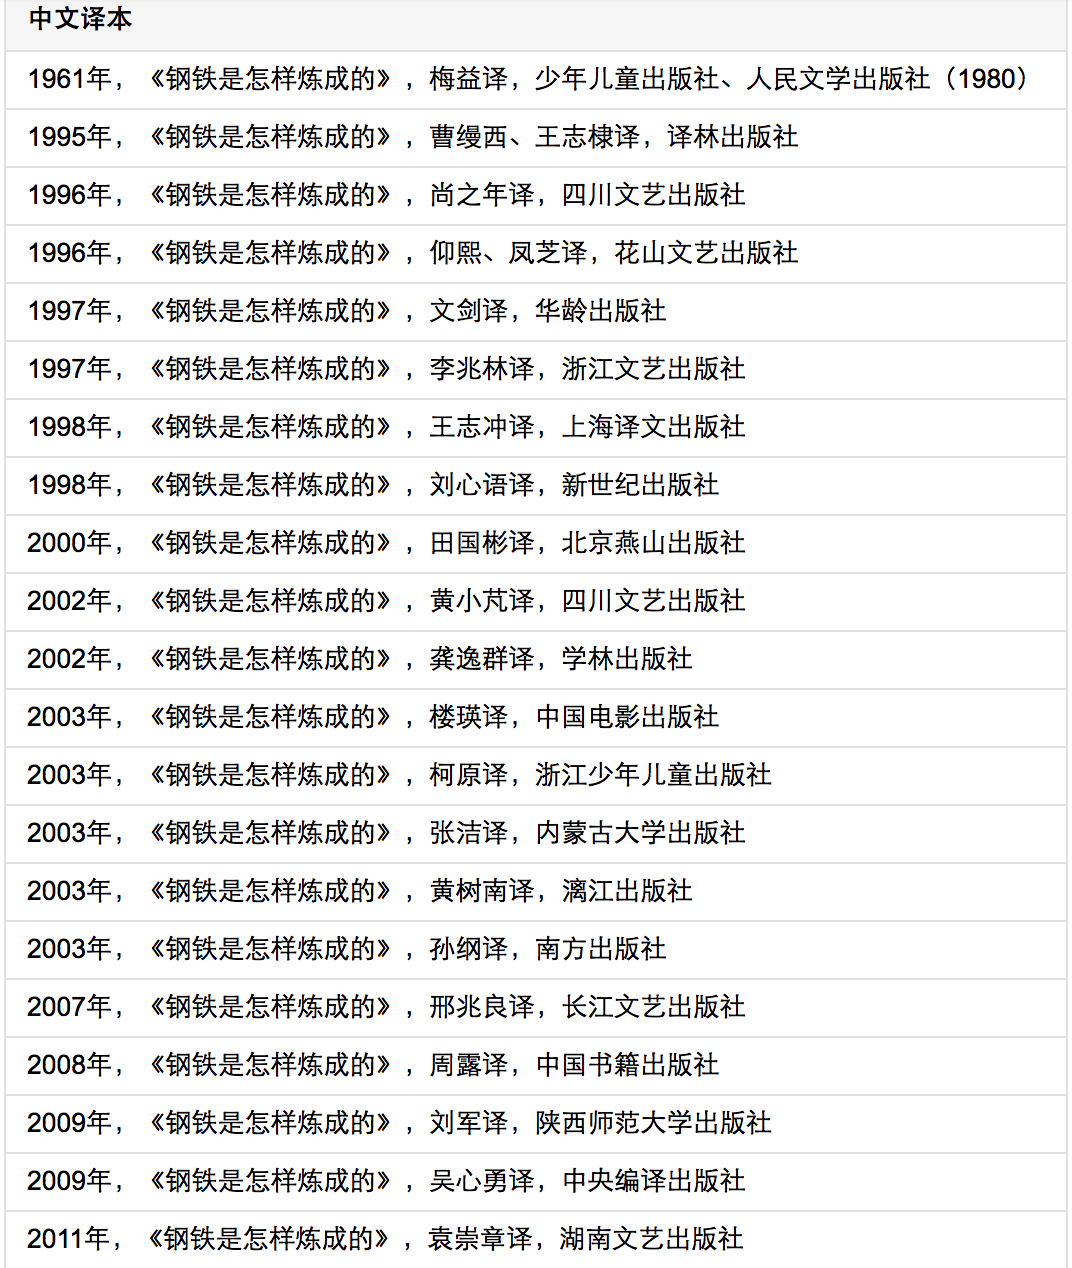 中文译本
1961年，《钢铁是怎样炼成的》，梅益译，少年儿童出版社、人民文学出版社（1980）
1995年，《钢铁是怎样炼成的》，曹缦西、王志棣译，译林出版社
1996年，《钢铁是怎样炼成的》，尚之年译，四川文艺出版社
1996年，《钢铁是怎样炼成的》，仰熙、凤芝译，花山文艺出版社
1997年，《钢铁是怎样炼成的》，文剑译，华龄出版社
1997年，《钢铁是怎样炼成的》，李兆林译，浙江文艺出版社
1998年，《钢铁是怎样炼成的》，王志冲译，上海译文出版社
1998年，《钢铁是怎样炼成的》，刘心语译，新世纪出版社
2000年，《钢铁是怎样炼成的》，田国彬译，北京燕山出版社
2002年，《钢铁是怎样炼成的》，黄小芃译，四川文艺出版社
2002年，《钢铁是怎样炼成的》，龚逸群译，学林出版社
2003年，《钢铁是怎样炼成的》，楼瑛译，中国电影出版社
2003年，《钢铁是怎样炼成的》，柯原译，浙江少年儿童出版社
2003年，《钢铁是怎样炼成的》，张洁译，内蒙古大学出版社
2003年，《钢铁是怎样炼成的》，黄树南译，漓江出版社
2003年，《钢铁是怎样炼成的》，孙纲译，南方出版社
2007年，《钢铁是怎样炼成的》，邢兆良译，长江文艺出版社
2008年，《钢铁是怎样炼成的》，周露译，中国书籍出版社
2009年，《钢铁是怎样炼成的》，刘军译，陕西师范大学出版社
2009年，《钢铁是怎样炼成的》，吴心勇译，中央编译出版社
2011年，《钢铁是怎样炼成的》，袁崇章译，湖南文艺出版社